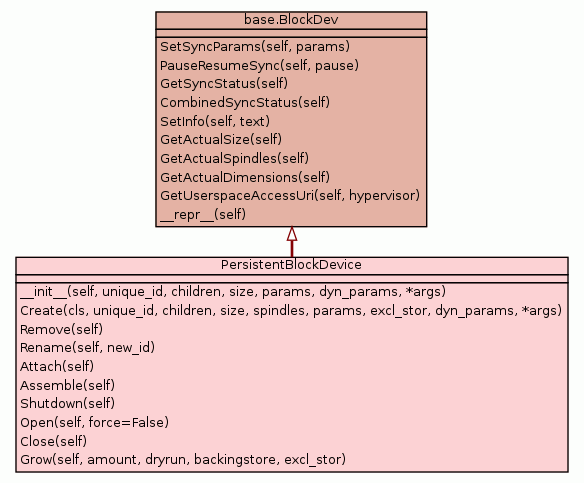 base.BlockDev
SetSyncParams(self, params)
PauseResumeSync(self, pause)
GetSyncStatus(self)
CombinedSyncStatus(self)
SetInfo(self, text)
GetActualSize(self)
GetActualSpindles(self)
GetActualDimensions(self)
GetUserspaceAccessUri(self, hypervisor)
__repr__(self)
PersistentBlockDevice
__init__(self, unique_id, children, size, params, dyn_params, *args)
Create(cls, unique_id, children, size, spindles, params, excl_stor, dyn_params, *args)
Remove(self)
Rename(self, new_id)
Attach(self)
Assemble(self)
Shutdown(self)
Open(self, force=False)
Close(self)
Grow(self, amount, dryrun, backingstore, excl_stor)